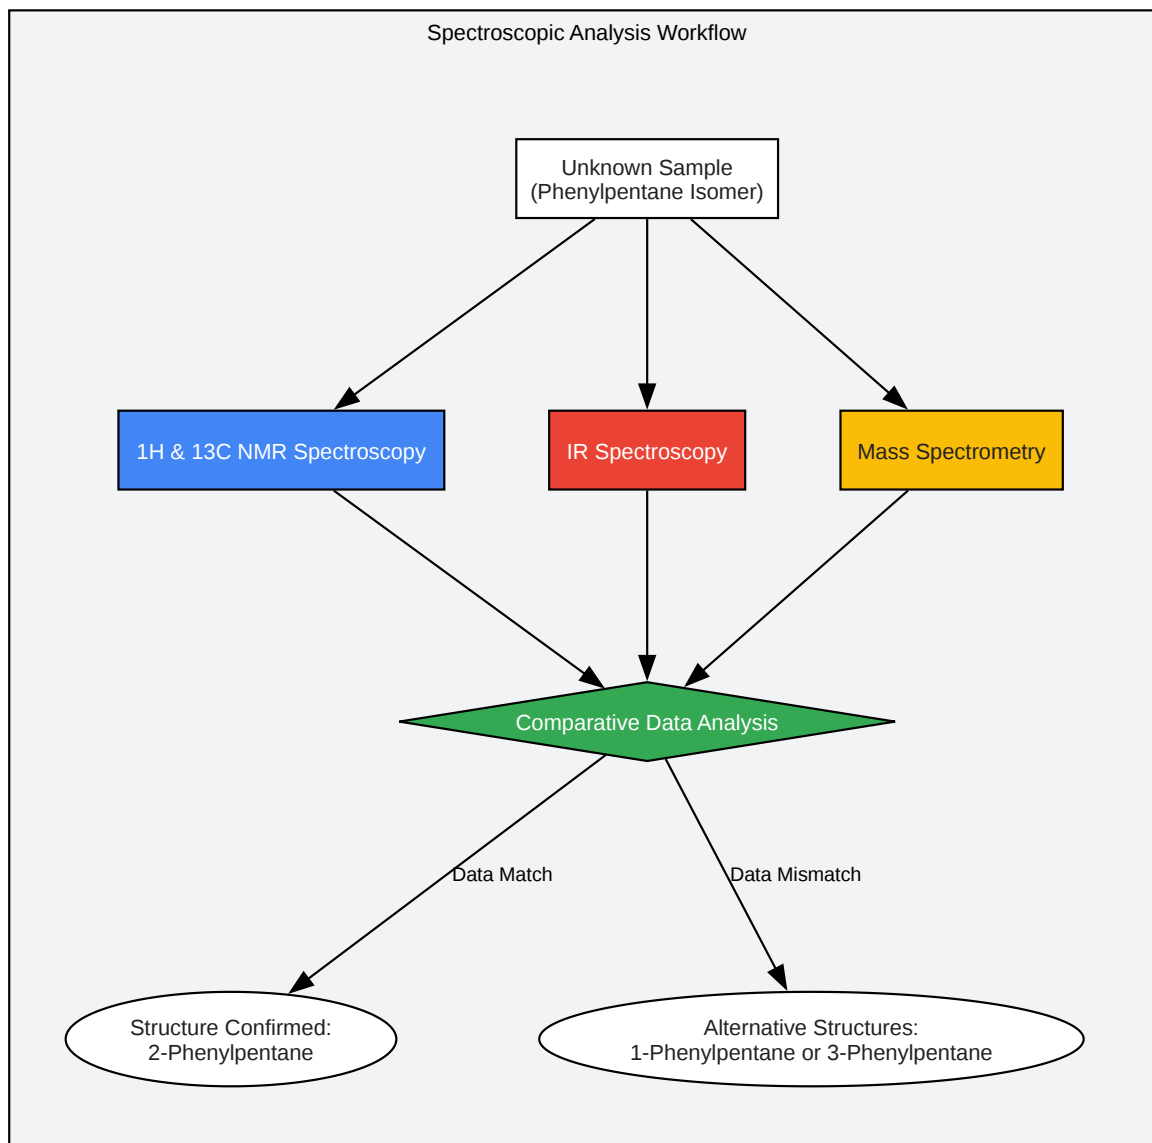 Spectroscopic Analysis Workflow
Unknown Sample
(Phenylpentane Isomer)
1H & 13C NMR Spectroscopy
IR Spectroscopy
Mass Spectrometry
Comparative Data Analysis
Data Match
Data Mismatch
Structure Confirmed:
2-Phenylpentane
Alternative Structures:
1-Phenylpentane or 3-Phenylpentane